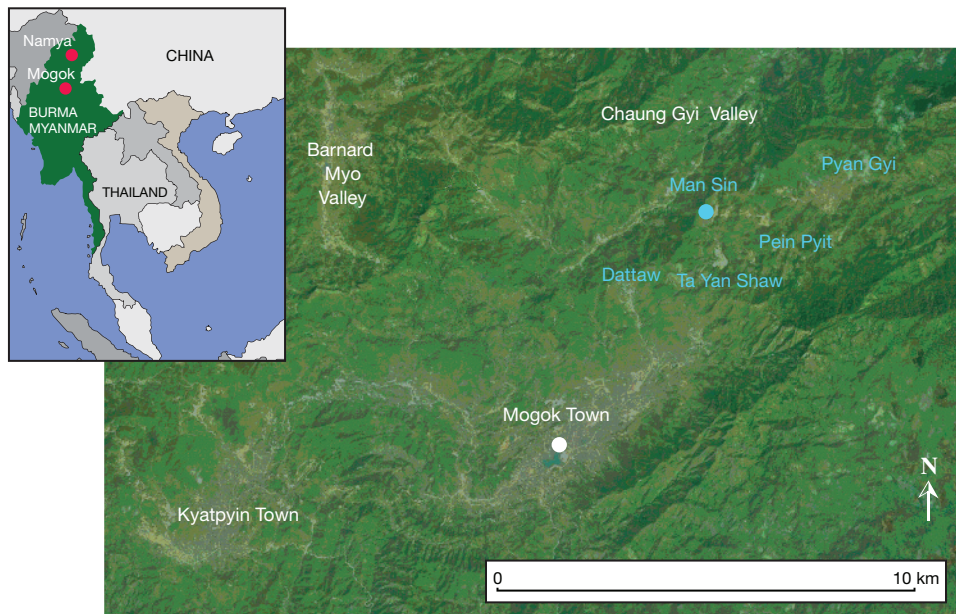 Namya
CHINA
Mogok
BURMA
MYANMAR
THAILAND
Chaung Gyi Valley
Barnard
Myo
Valley
Pyan Gyi
Man Sin
Pein Pyit
Dattaw
Ta Yan Shaw
Mogok Town
Kyatpyin Town
N
0
10 km